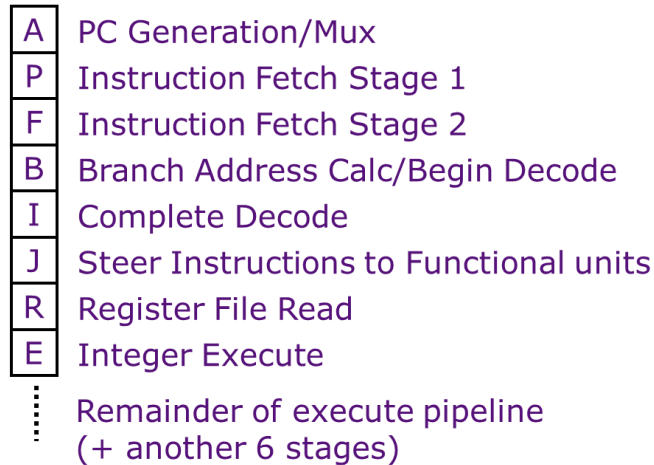 A PC Generation/Mux
P Instruction Fetch Stage 1
F Instruction Fetch Stage 2
B Branch Address Calc/Begin Decode
I Complete Decode
J Steer Instructions to Functional units
R Register File Read
E Integer Execute
Remainder of execute pipeline
(+ another 6 stages)